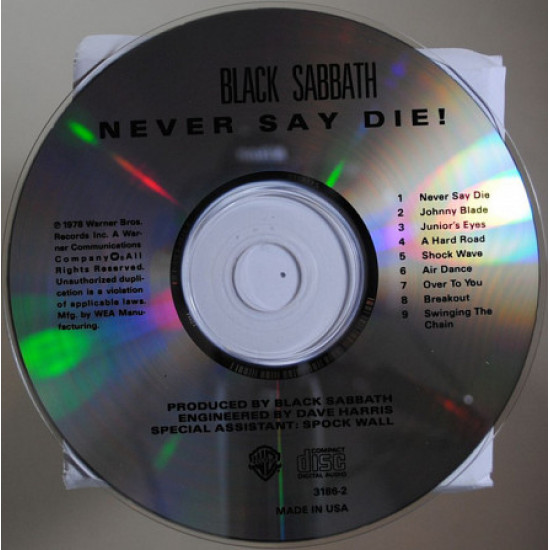 BLACK SABBATH
NEVER SAY DIE!
℗ 1978 Warner Bros.
Records Inc. A War-
ner Communications
Company. All
Rights Reserved.
Unauthorized dupli-
cation is a violation
of applicable laws.
Mfg. by WEA Manu-
facturing.
1 Never Say Die
2 Johnny Blade
3 Junior's Eyes
4 A Hard Road
5 Shock Wave
6 Air Dance
7 Over To You
8 Breakout
9 Swinging The
Chain
PRODUCED BY BLACK SABBATH
ENGINEERED BY DAVE HARRIS
SPECIAL ASSISTANT: SPOCK WALL
COMPACT
disc
DIGITAL AUDIO
3186-2
MADE IN USA